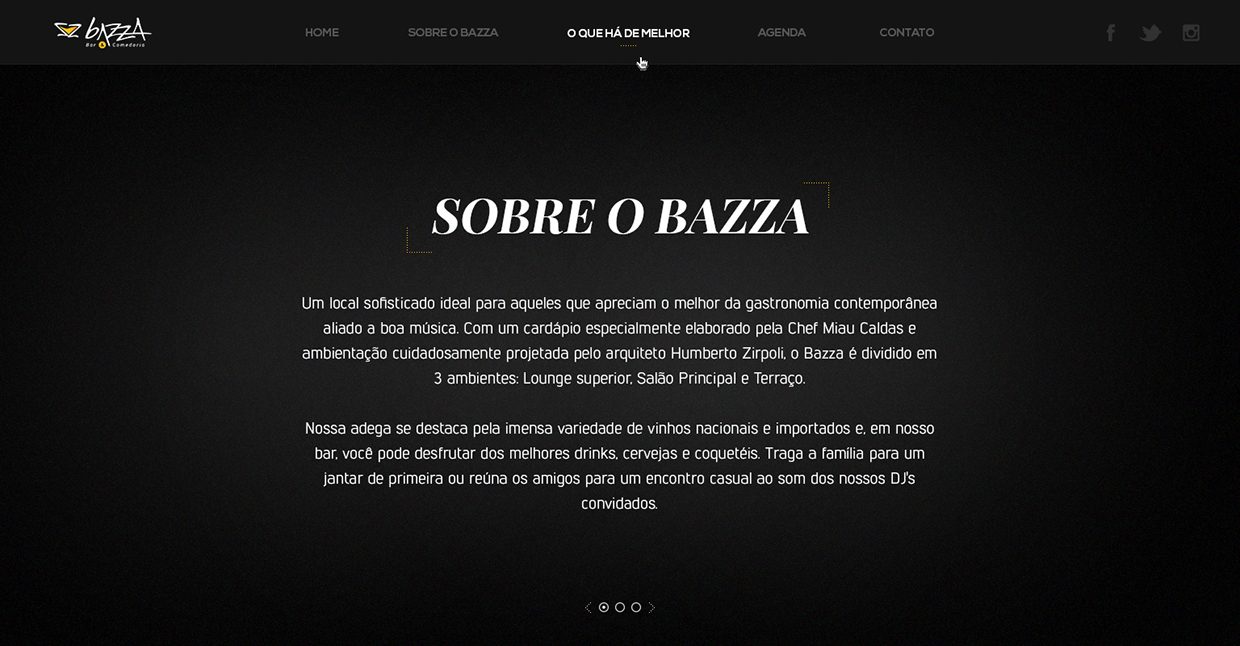 bazza
Bar & Comedoria
HOME SOBRE O BAZZA O QUE HÁ DE MELHOR AGENDA CONTATO
SOBRE O BAZZA
Um local sofisticado ideal para aqueles que apreciam o melhor da gastronomia contemporânea
aliado a boa música. Com um cardápio especialmente elaborado pela Chef Miau Caldas e
ambientação cuidadosamente projetada pelo arquiteto Humberto Zirpoli, o Bazza é dividido em
3 ambientes: Lounge superior, Salão Principal e Terraço.
Nossa adega se destaca pela imensa variedade de vinhos nacionais e importados e, em nosso
bar, você pode desfrutar dos melhores drinks, cervejas e coquetéis. Traga a família para um
jantar de primeira ou reúna os amigos para um encontro casual ao som dos nossos DJ's
convidados.